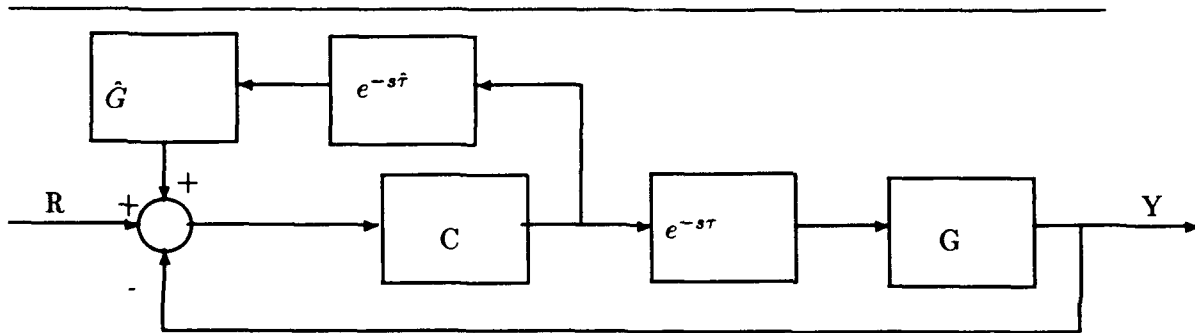 Ĝ
e^{-sτ̂}
+
R
+
C
e^{-sτ}
G
Y
-